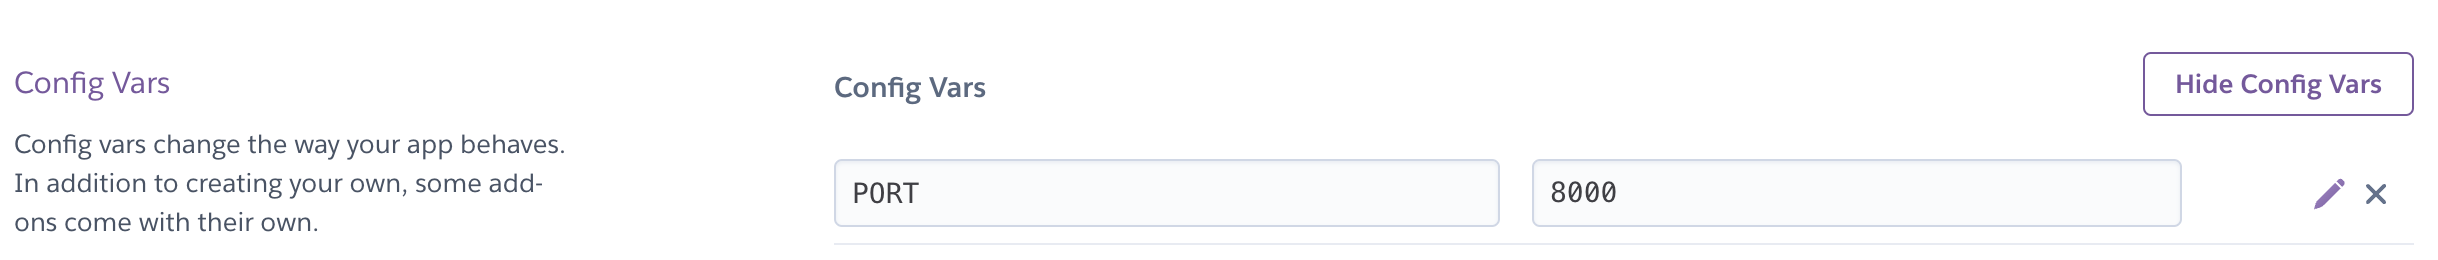 Config Vars
Config vars change the way your app behaves.
In addition to creating your own, some add-
ons come with their own.
Config Vars
Hide Config Vars
PORT
8000